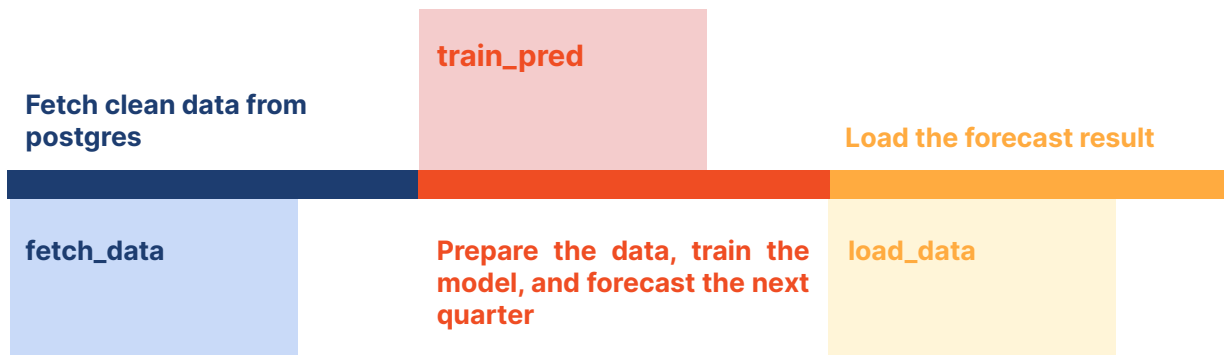 Fetch clean data from
postgres
fetch_data
train_pred
Prepare the data, train the
model, and forecast the next
quarter
Load the forecast result
load_data